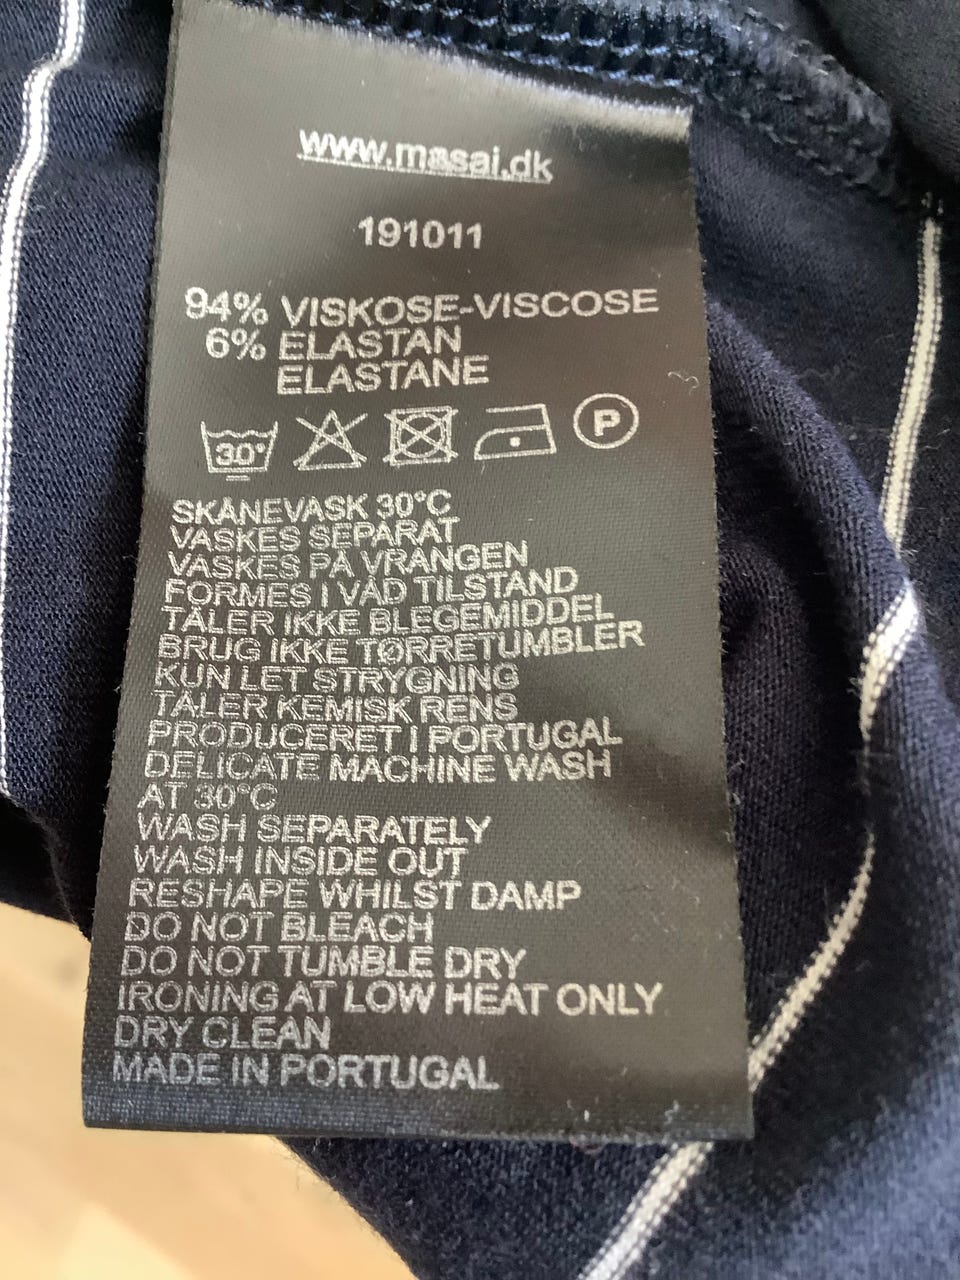 www.masai.dk
191011
94% VISKOSE-VISCOSE
6% ELASTAN
ELASTANE
30° P
SKÅNEVASK 30°C
VASKES SEPARAT
VASKES PÅ VRANGEN
FORMES I VÅD TILSTAND
TÅLER IKKE BLEGEMIDDEL
BRUG IKKE TØRRETUMBLER
KUN LET STRYGNING
TÅLER KEMISK RENS
PRODUCERET I PORTUGAL
DELICATE MACHINE WASH
AT 30°C
WASH SEPARATELY
WASH INSIDE OUT
RESHAPE WHILST DAMP
DO NOT BLEACH
DO NOT TUMBLE DRY
IRONING AT LOW HEAT ONLY
DRY CLEAN
MADE IN PORTUGAL